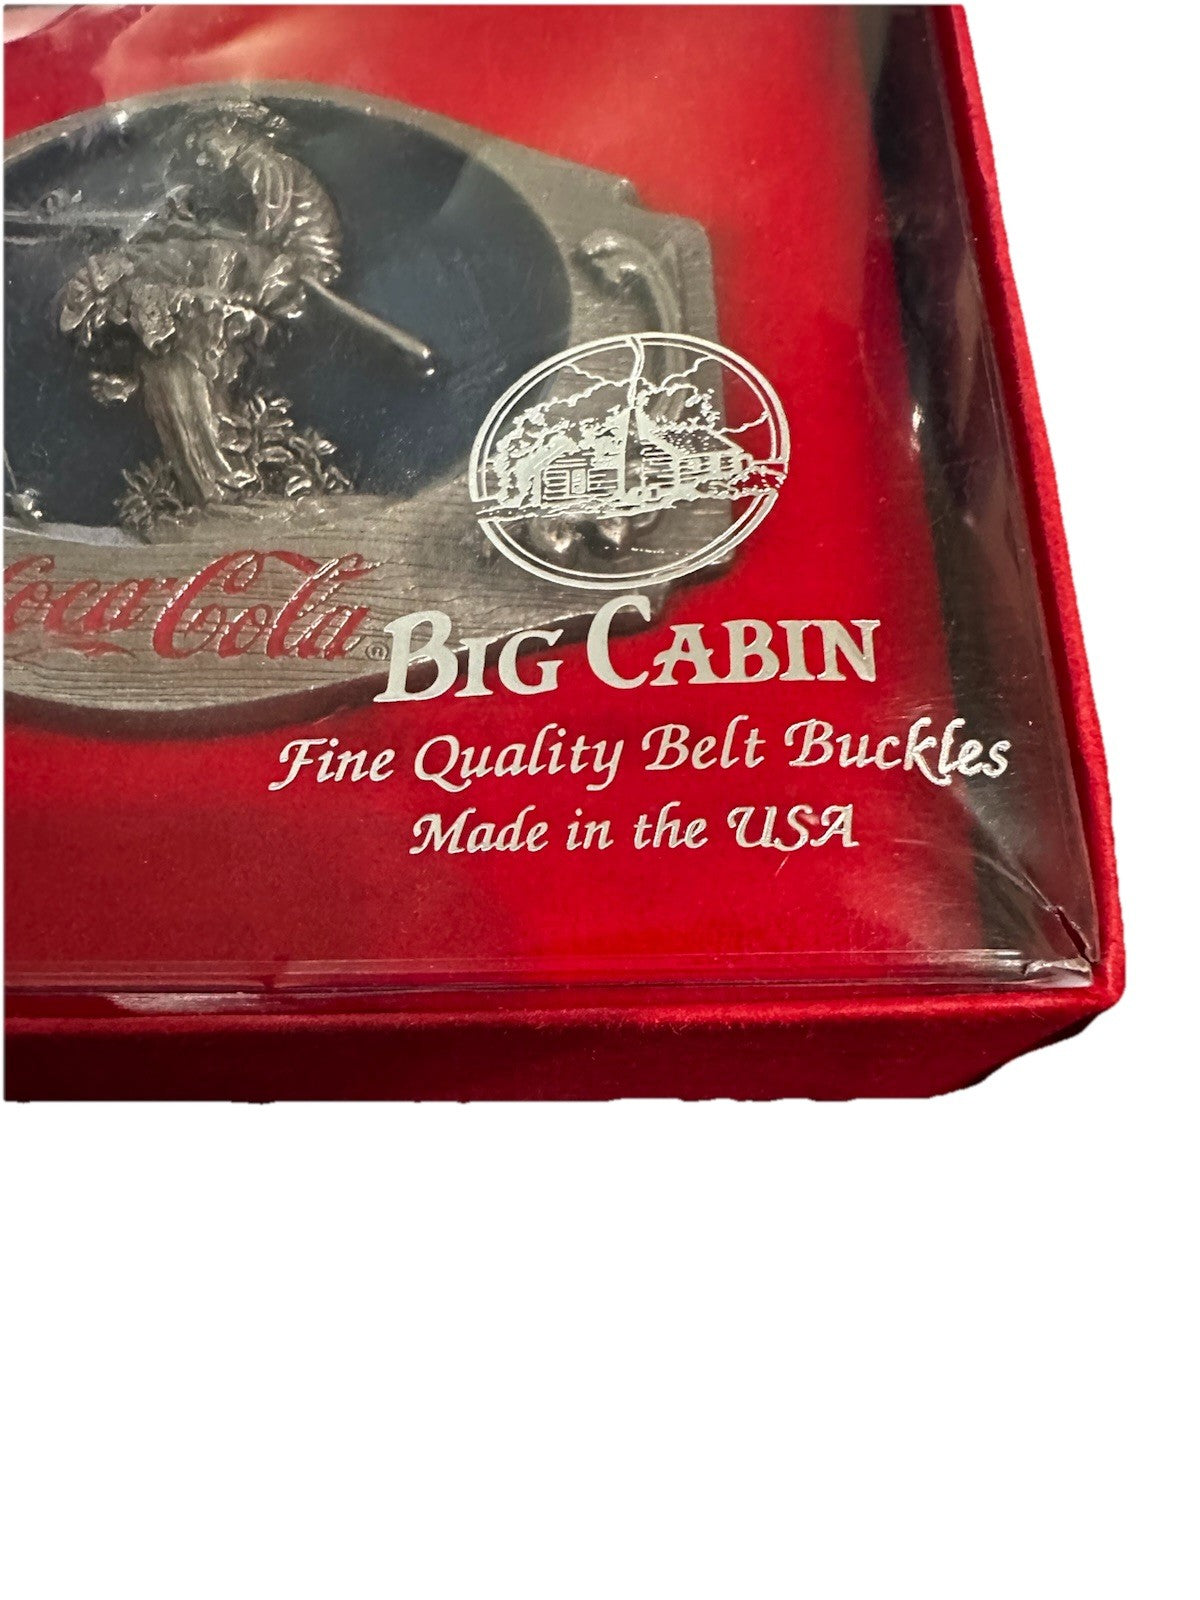 Coca-Cola ®
BIG CABIN
Fine Quality Belt Buckles
Made in the USA